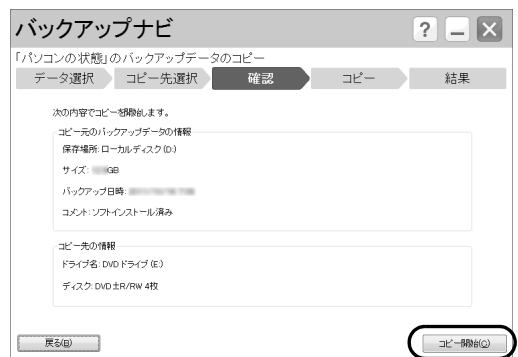 バックアップナビ
?
「パソコンの状態」のバックアップデータのコピー
データ選択 コピー先選択 確認 コピー 結果
次の内容でコピーを開始します。
コピー元のバックアップデータの情報
保存場所: ローカルディスク (D:)
サイズ: GB
バックアップ日時:
コメント: ソフトインストール済み
コピー先の情報
ドライブ名: DVD ドライブ (E:)
ディスク: DVD±R/RW 4枚
戻る(B) コピー開始(C)